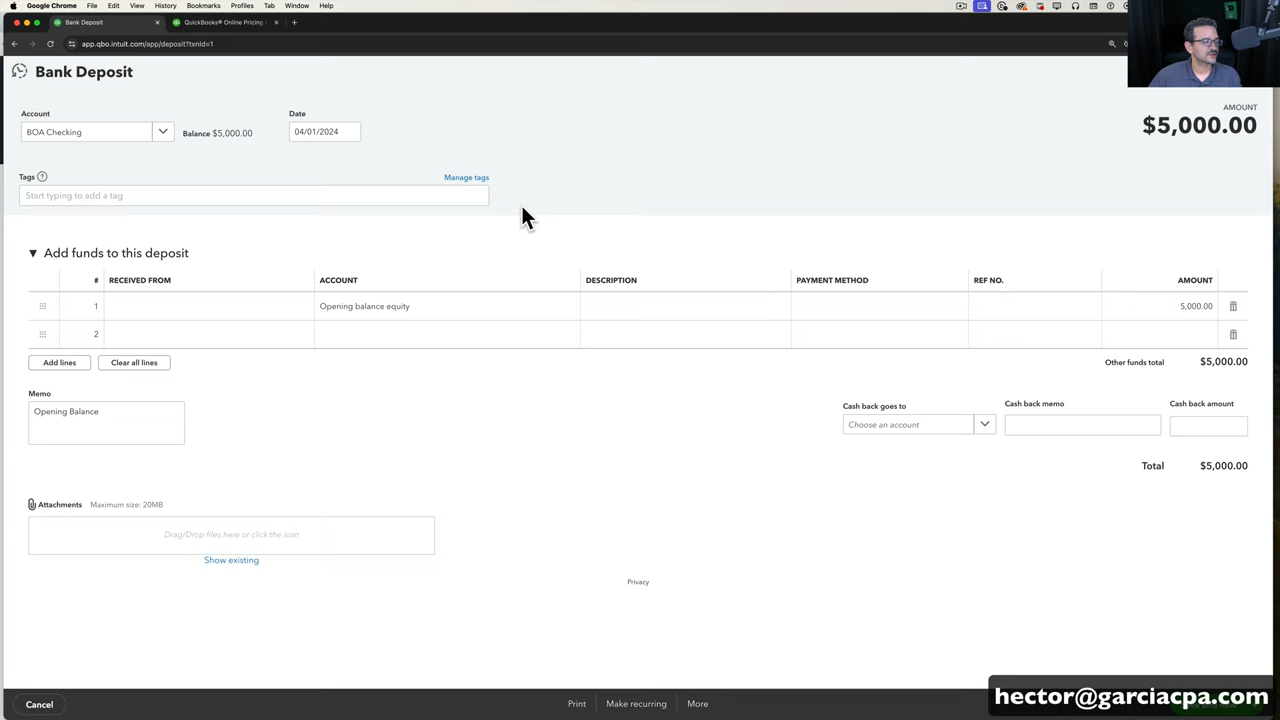 Google Chrome File Edit View History Bookmarks Profiles Tab Window Help
Bank Deposit QuickBooks® Online Pricing
app.qbo.intuit.com/app/deposit?txnId=1
Bank Deposit
Account
BOA Checking
Balance $5,000.00
Date
04/01/2024
AMOUNT
$5,000.00
Tags
Manage tags
Start typing to add a tag
Add funds to this deposit
# RECEIVED FROM ACCOUNT DESCRIPTION PAYMENT METHOD REF NO. AMOUNT
1 Opening balance equity 5,000.00
2
Add lines Clear all lines Other funds total $5,000.00
Memo
Opening Balance
Cash back goes to Cash back memo Cash back amount
Choose an account
Total $5,000.00
Attachments Maximum size: 20MB
Drag/Drop files here or click the icon
Show existing
Privacy
Cancel Print Make recurring More
hector@garciacpa.com